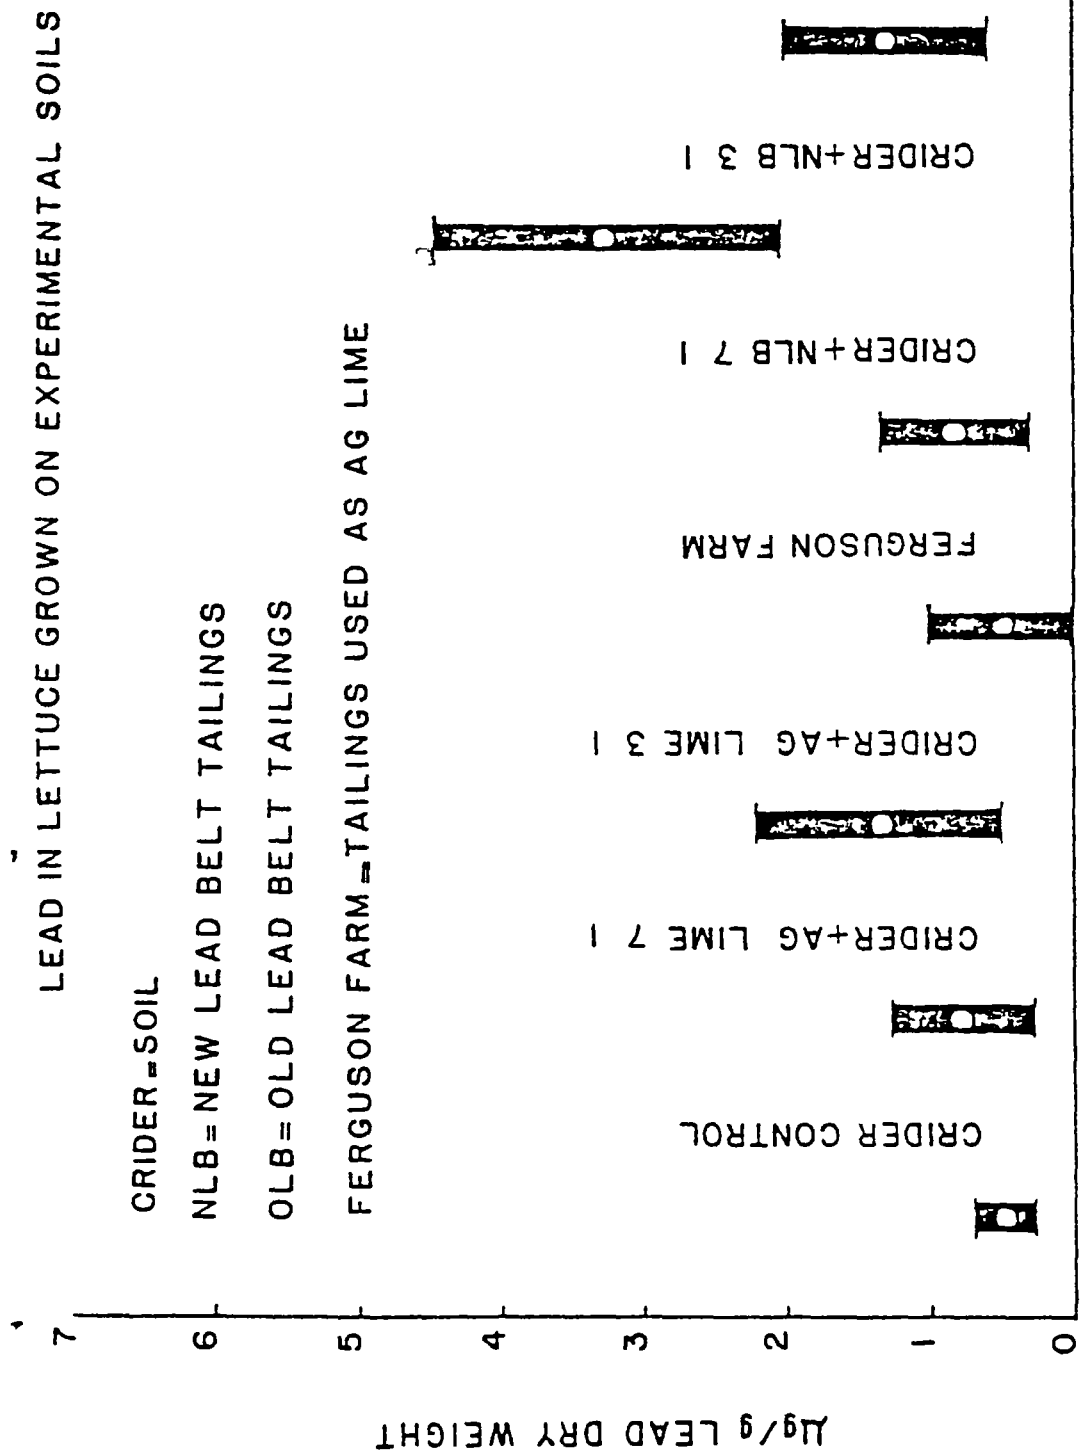 LEAD IN LETTUCE GROWN ON EXPERIMENTAL SOILS
CRIDER=SOIL
NLB=NEW LEAD BELT TAILINGS
OLB=OLD LEAD BELT TAILINGS
FERGUSON FARM=TAILINGS USED AS AG LIME
µg/g LEAD DRY WEIGHT
7
6
5
4
3
2
1
0
CRIDER CONTROL
CRIDER+AG LIME 7 1
CRIDER+AG LIME 3 1
FERGUSON FARM
CRIDER+NLB 7 1
CRIDER+NLB 3 1